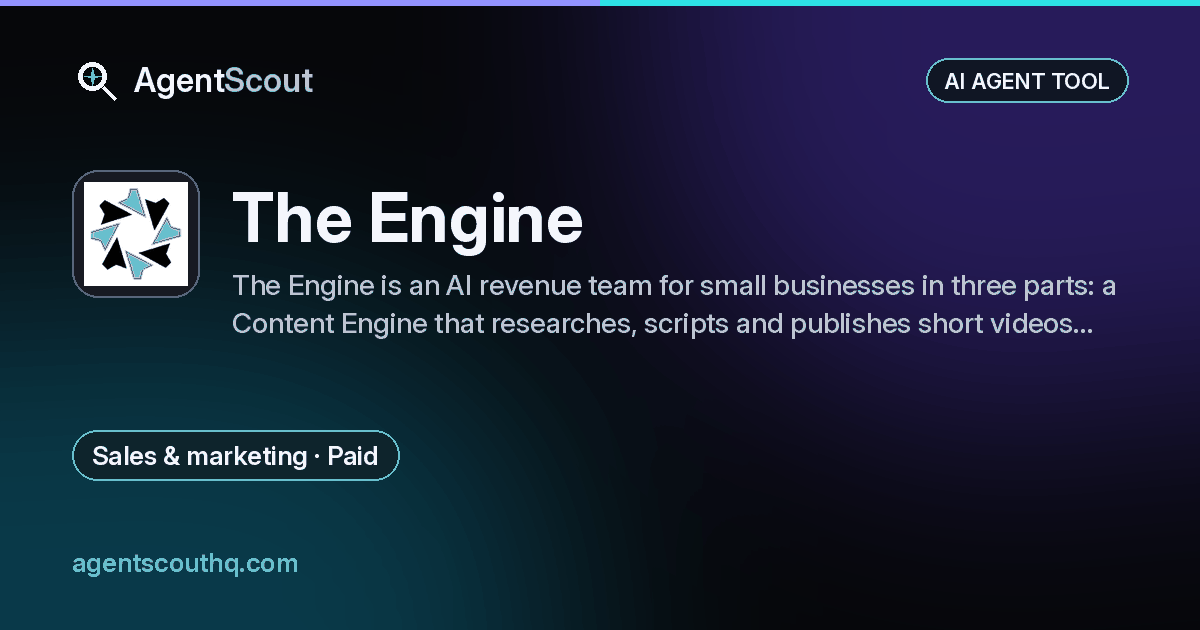 AgentScout
AI AGENT TOOL
The Engine
The Engine is an AI revenue team for small businesses in three parts: a
Content Engine that researches, scripts and publishes short videos...
Sales & marketing · Paid
agentscouthq.com